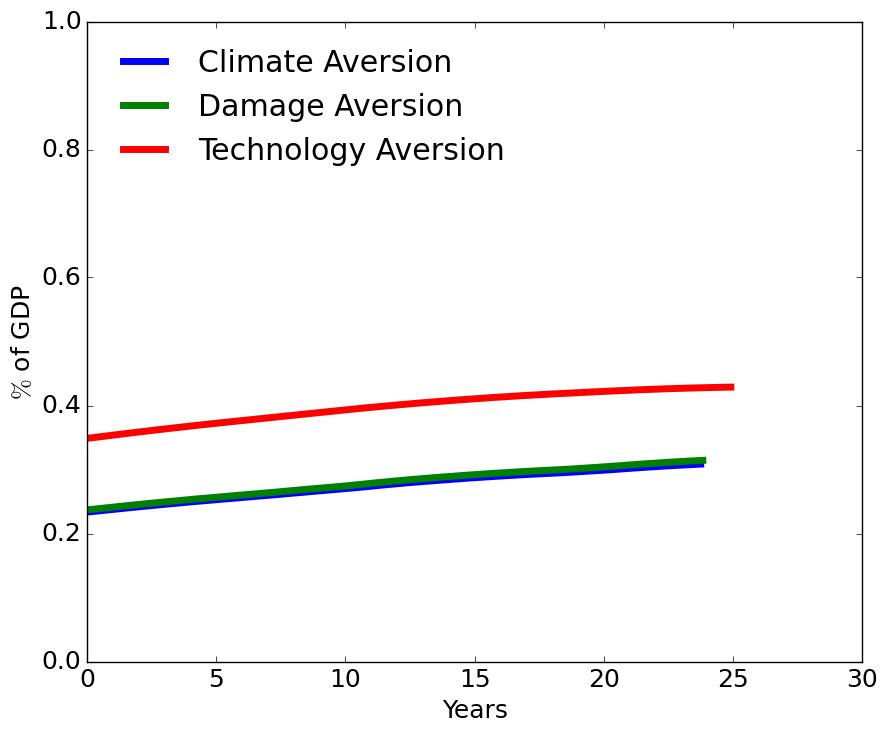 1.0
0.8
0.6
0.4
0.2
0.0
% of GDP
Climate Aversion
Damage Aversion
Technology Aversion
0 5 10 15 20 25 30
Years